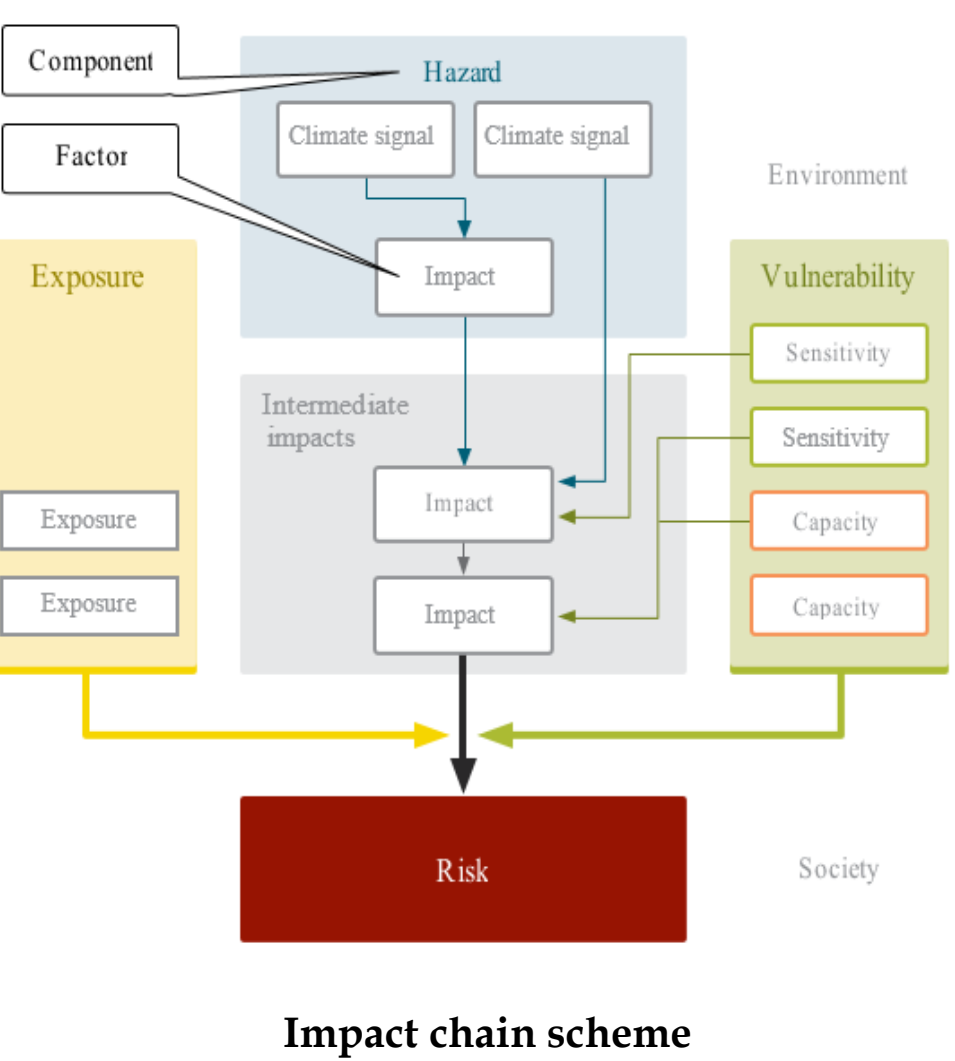 Component
Hazard
Climate signal
Climate signal
Factor
Environment
Impact
Exposure
Vulnerability
Sensitivity
Intermediate
impacts
Sensitivity
Impact
Exposure
Capacity
Exposure
Impact
Capacity
Risk
Society
Impact chain scheme